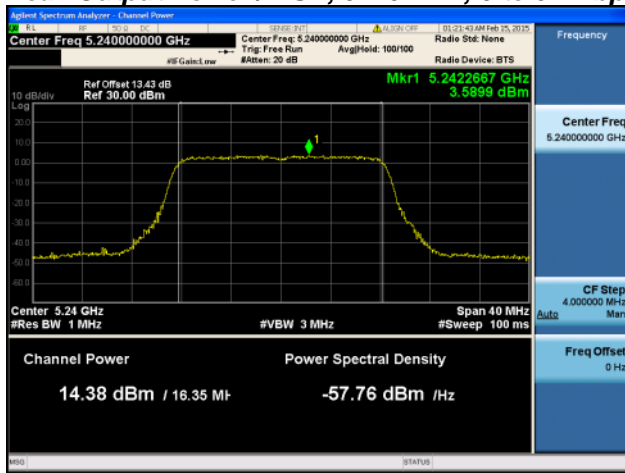 Agilent Spectrum Analyzer - Channel Power
RL RF 50 Ω DC SENSE:INT ALIGN OFF 01:21:43 AM Feb 25, 2015
Center Freq 5.240000000 GHz
Center Freq: 5.240000000 GHz
Radio Std: None
Frequency
Trig: Free Run Avg|Hold: 100/100
#IFGain:Low #Atten: 20 dB Radio Device: BTS
Mkr1 5.2422667 GHz
3.5899 dBm
Ref Offset 13.43 dB
10 dB/div Ref 30.00 dBm
Log
20.0
10.0
0.00
-10.0
-20.0
-30.0
-40.0
-50.0
-60.0
1
Center Freq
5.240000000 GHz
Center 5.24 GHz Span 40 MHz
#Res BW 1 MHz #VBW 3 MHz #Sweep 100 ms
CF Step
4.000000 MHz
Auto Man
Channel Power Power Spectral Density
14.38 dBm / 16.35 MH -57.76 dBm /Hz
Freq Offset
0 Hz
MSG STATUS